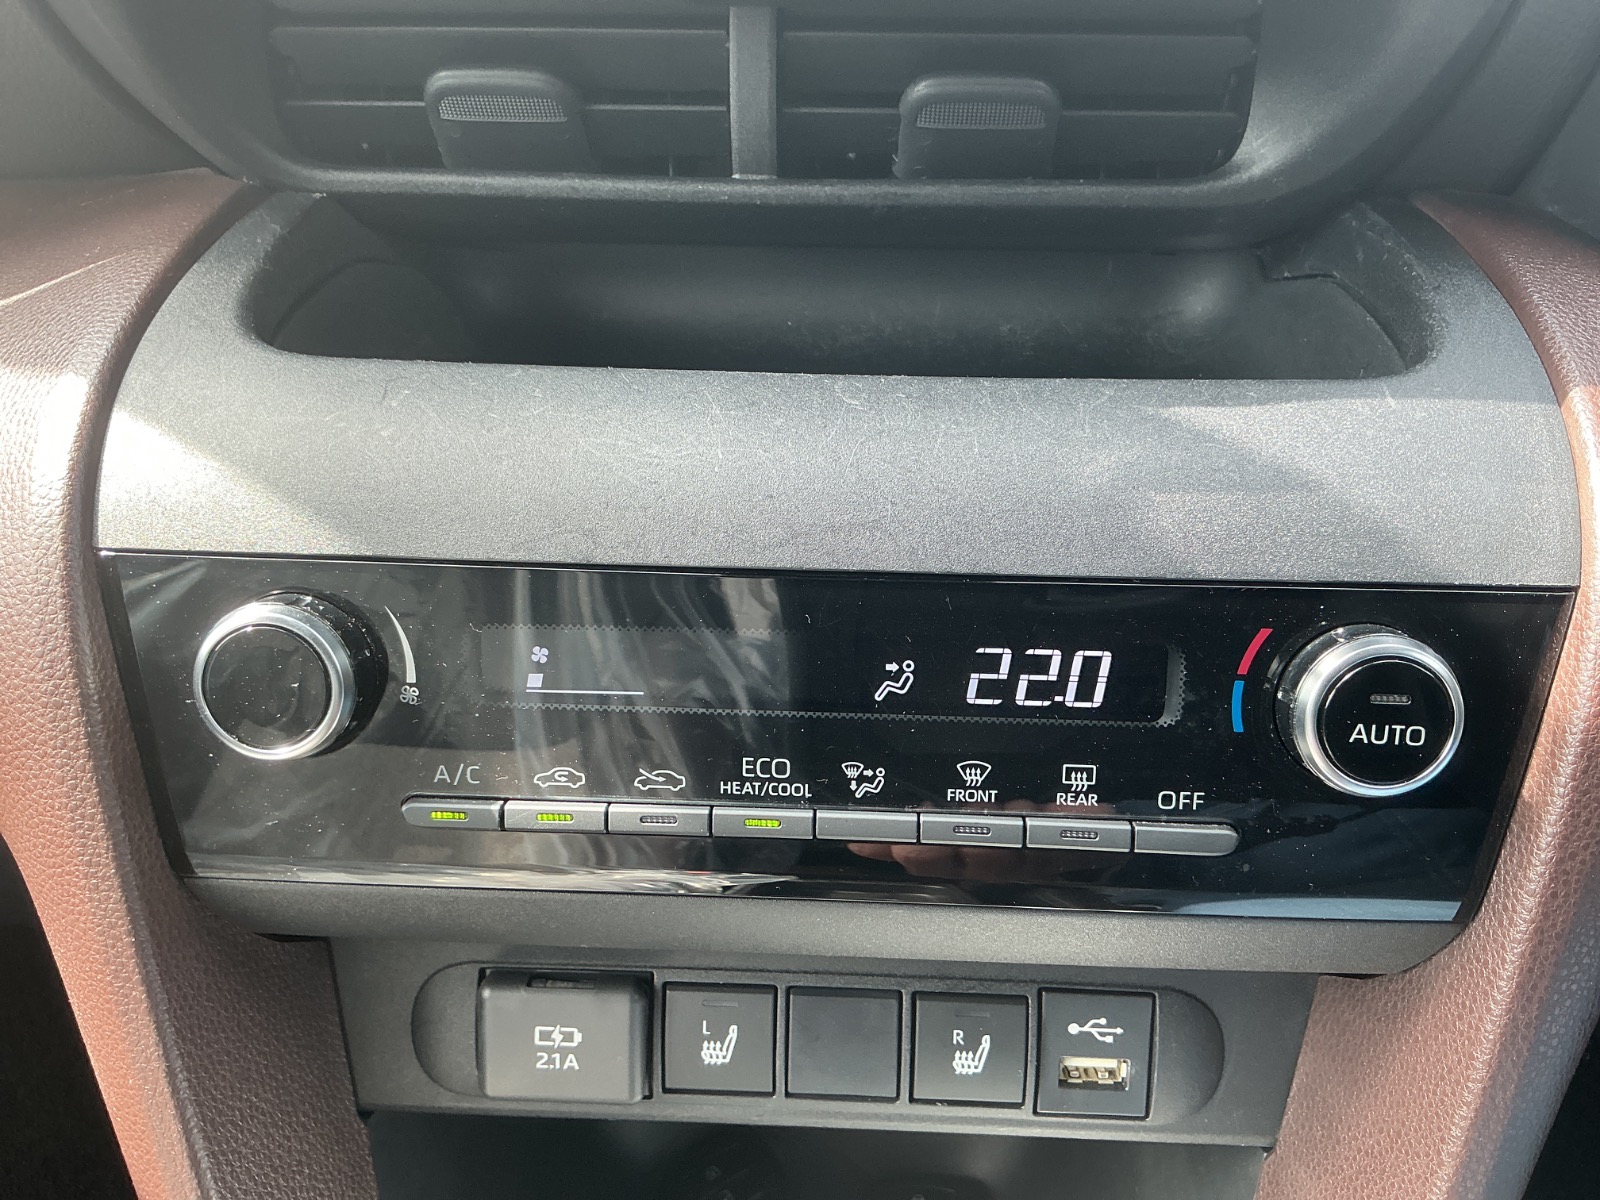 22.0
AUTO
A/C
ECO
HEAT/COOL
FRONT
REAR
OFF
2.1A
L
R